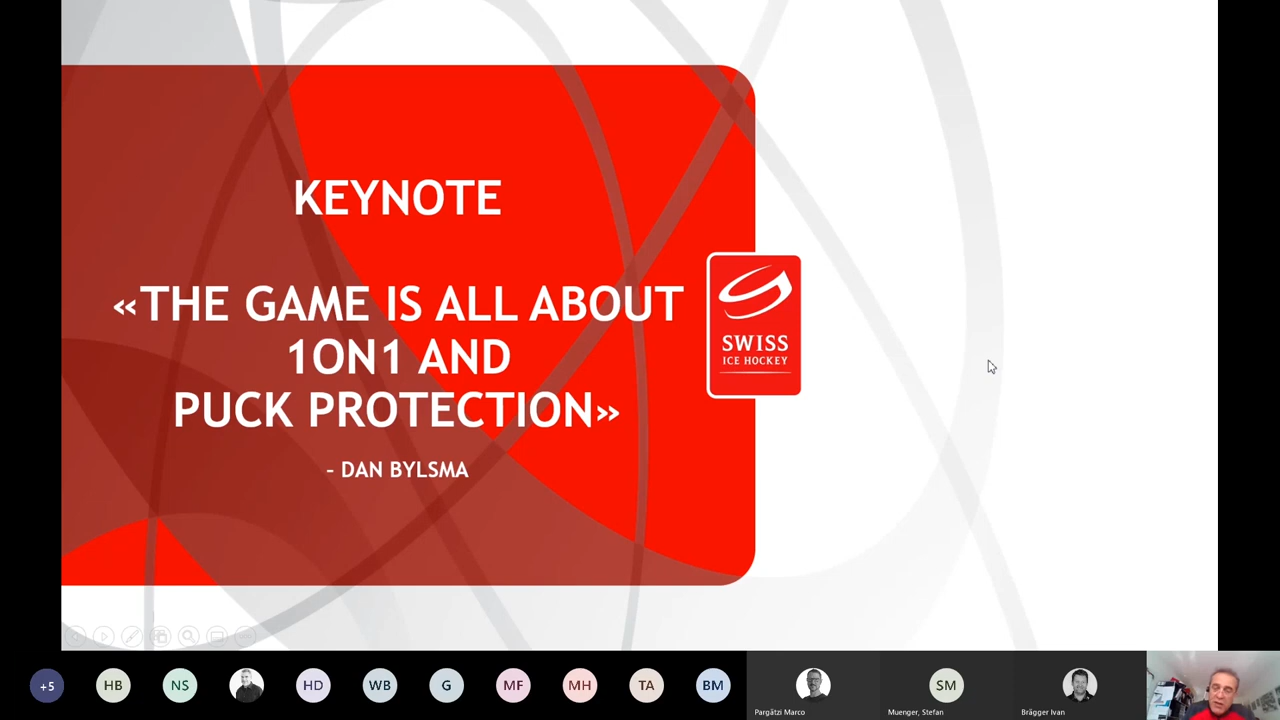 KEYNOTE
«THE GAME IS ALL ABOUT
1ON1 AND
PUCK PROTECTION»
- DAN BYLSMA
SWISS
ICE HOCKEY
+5
HB
NS
HD
WB
G
MF
MH
TA
BM
Pargätzi Marco
SM
Muenger, Stefan
Brägger Ivan